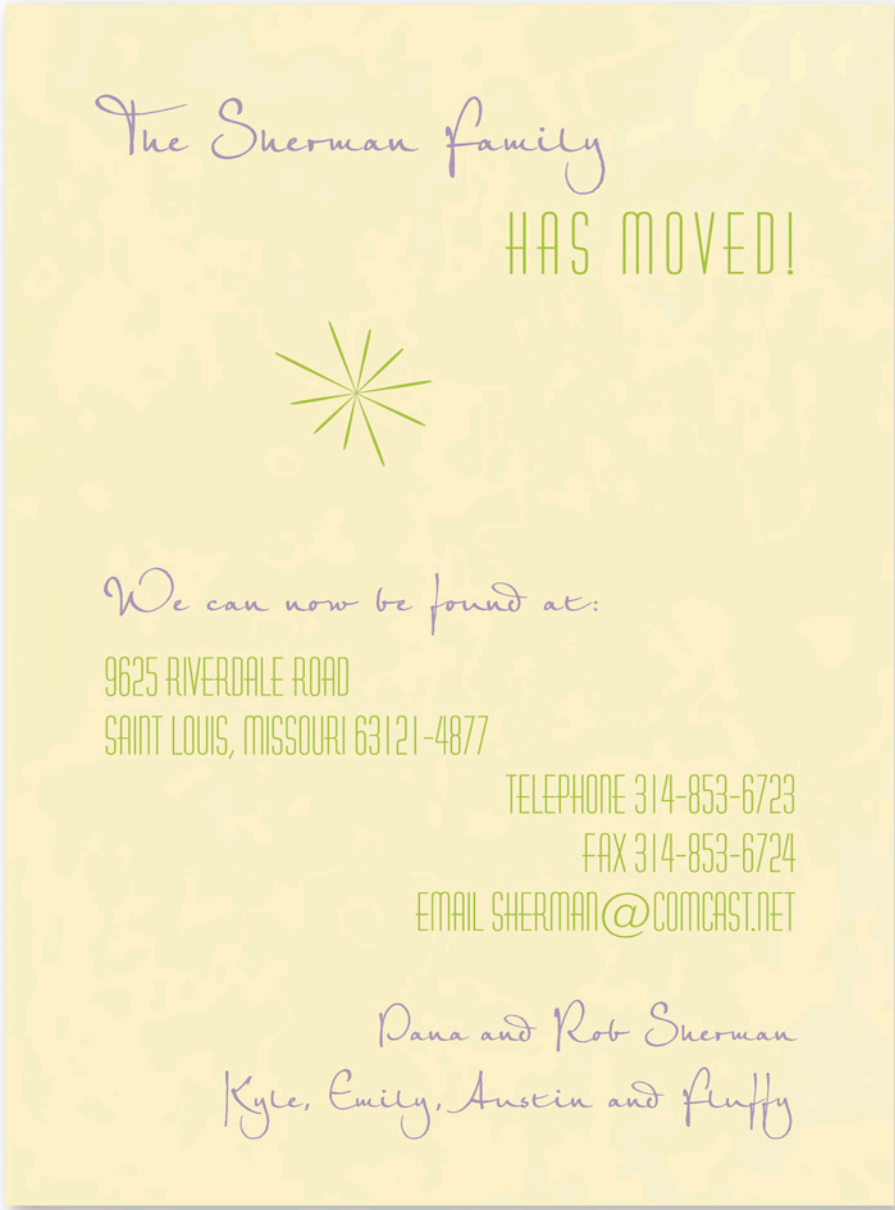 The Sherman Family
HAS MOVED!
We can now be found at:
9625 RIVERDALE ROAD
SAINT LOUIS, MISSOURI 63121-4877
TELEPHONE 314-853-6723
FAX 314-853-6724
EMAIL SHERMAN@COMCAST.NET
Dana and Rob Sherman
Kyle, Emily, Austin and Fluffy